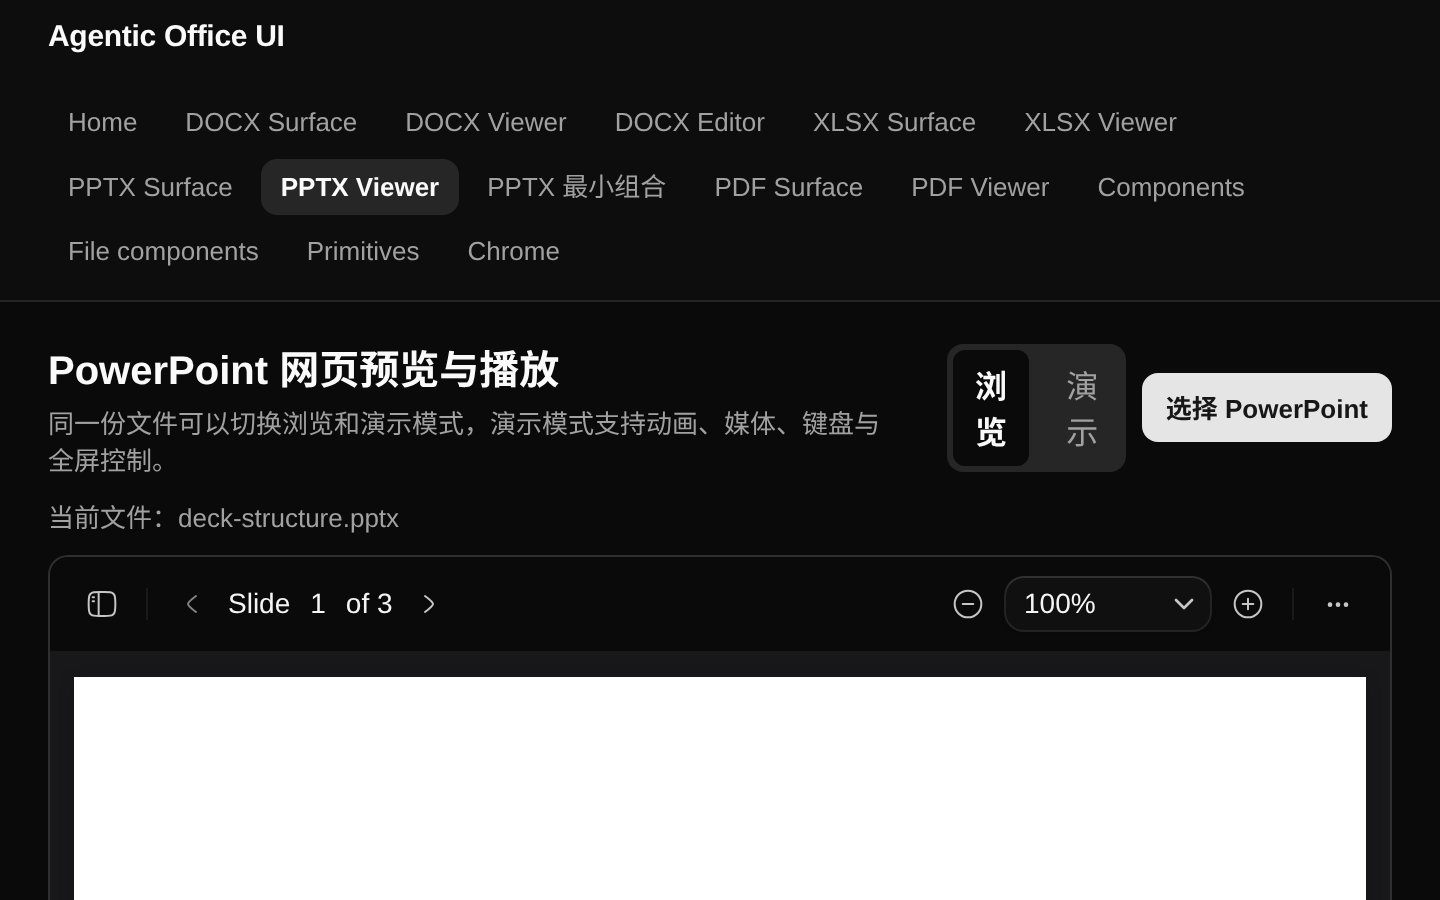 Agentic Office UI
Home DOCX Surface DOCX Viewer DOCX Editor XLSX Surface XLSX Viewer
PPTX Surface PPTX Viewer PPTX 最小组合 PDF Surface PDF Viewer Components
File components Primitives Chrome
PowerPoint 网页预览与播放
同一份文件可以切换浏览和演示模式，演示模式支持动画、媒体、键盘与
全屏控制。
浏
览
演
示
选择 PowerPoint
当前文件：deck-structure.pptx
Slide 1 of 3 100%